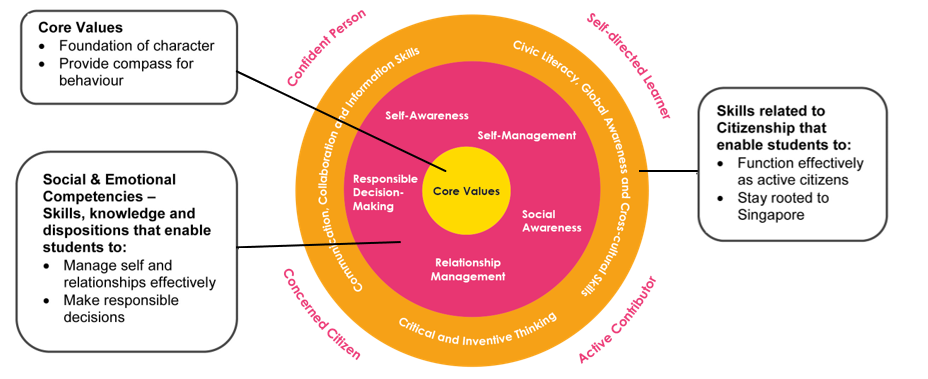 Core Values
• Foundation of character
• Provide compass for
behaviour
Social & Emotional
Competencies –
Skills, knowledge and
dispositions that enable
students to:
• Manage self and
relationships effectively
• Make responsible
decisions
Confident Person
Self-directed Learner
Communication, Collaboration and Information Skills
Civic Literacy, Global Awareness and Cross-cultural Skills
Self-Awareness
Self-Management
Responsible
Decision-
Making
Core Values
Social
Awareness
Relationship
Management
Critical and Inventive Thinking
Concerned Citizen
Active Contributor
Skills related to
Citizenship that
enable students to:
• Function effectively
as active citizens
• Stay rooted to
Singapore